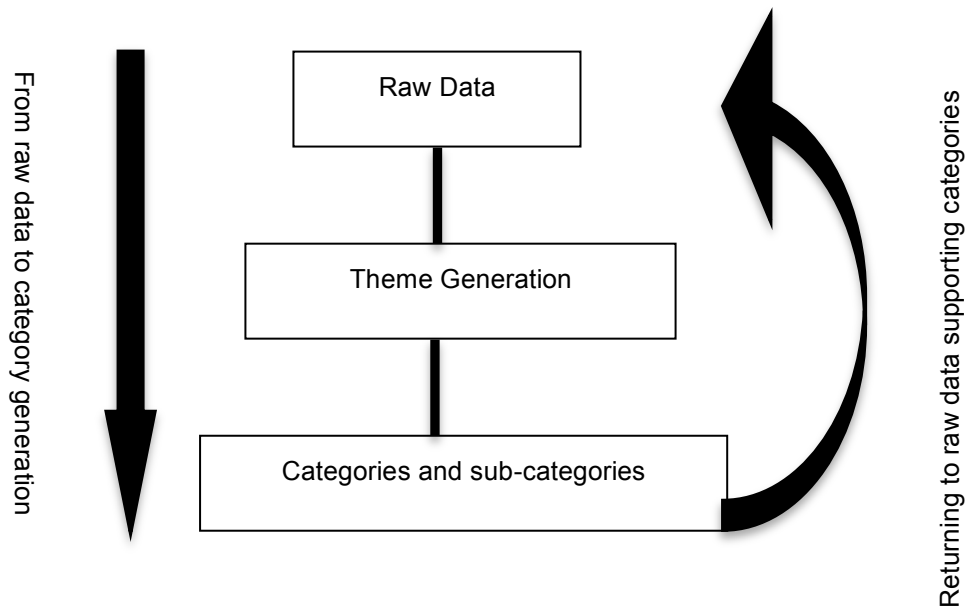 From raw data to category generation
Raw Data
Theme Generation
Categories and sub-categories
Returning to raw data supporting categories